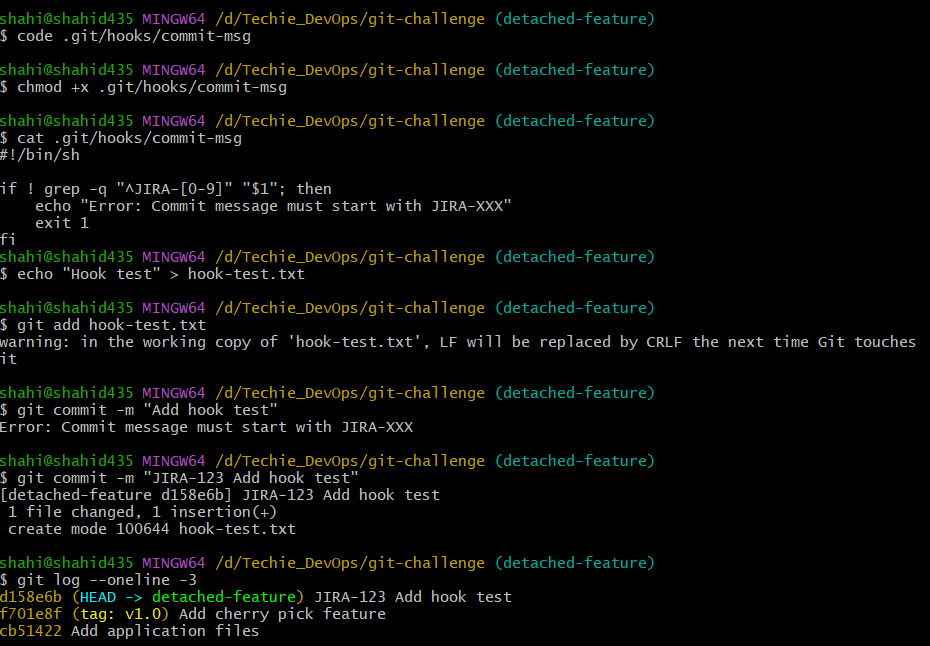 shahi@shahid435 MINGW64 /d/Techie_DevOps/git-challenge (detached-feature)
$ code .git/hooks/commit-msg
shahi@shahid435 MINGW64 /d/Techie_DevOps/git-challenge (detached-feature)
$ chmod +x .git/hooks/commit-msg
shahi@shahid435 MINGW64 /d/Techie_DevOps/git-challenge (detached-feature)
$ cat .git/hooks/commit-msg
#!/bin/sh
if ! grep -q "^JIRA-[0-9]" "$1"; then
    echo "Error: Commit message must start with JIRA-XXX"
    exit 1
fi
shahi@shahid435 MINGW64 /d/Techie_DevOps/git-challenge (detached-feature)
$ echo "Hook test" > hook-test.txt
shahi@shahid435 MINGW64 /d/Techie_DevOps/git-challenge (detached-feature)
$ git add hook-test.txt
warning: in the working copy of 'hook-test.txt', LF will be replaced by CRLF the next time Git touches
it
shahi@shahid435 MINGW64 /d/Techie_DevOps/git-challenge (detached-feature)
$ git commit -m "Add hook test"
Error: Commit message must start with JIRA-XXX
shahi@shahid435 MINGW64 /d/Techie_DevOps/git-challenge (detached-feature)
$ git commit -m "JIRA-123 Add hook test"
[detached-feature d158e6b] JIRA-123 Add hook test
 1 file changed, 1 insertion(+)
 create mode 100644 hook-test.txt
shahi@shahid435 MINGW64 /d/Techie_DevOps/git-challenge (detached-feature)
$ git log --oneline -3
d158e6b (HEAD -> detached-feature) JIRA-123 Add hook test
f701e8f (tag: v1.0) Add cherry pick feature
cb51422 Add application files